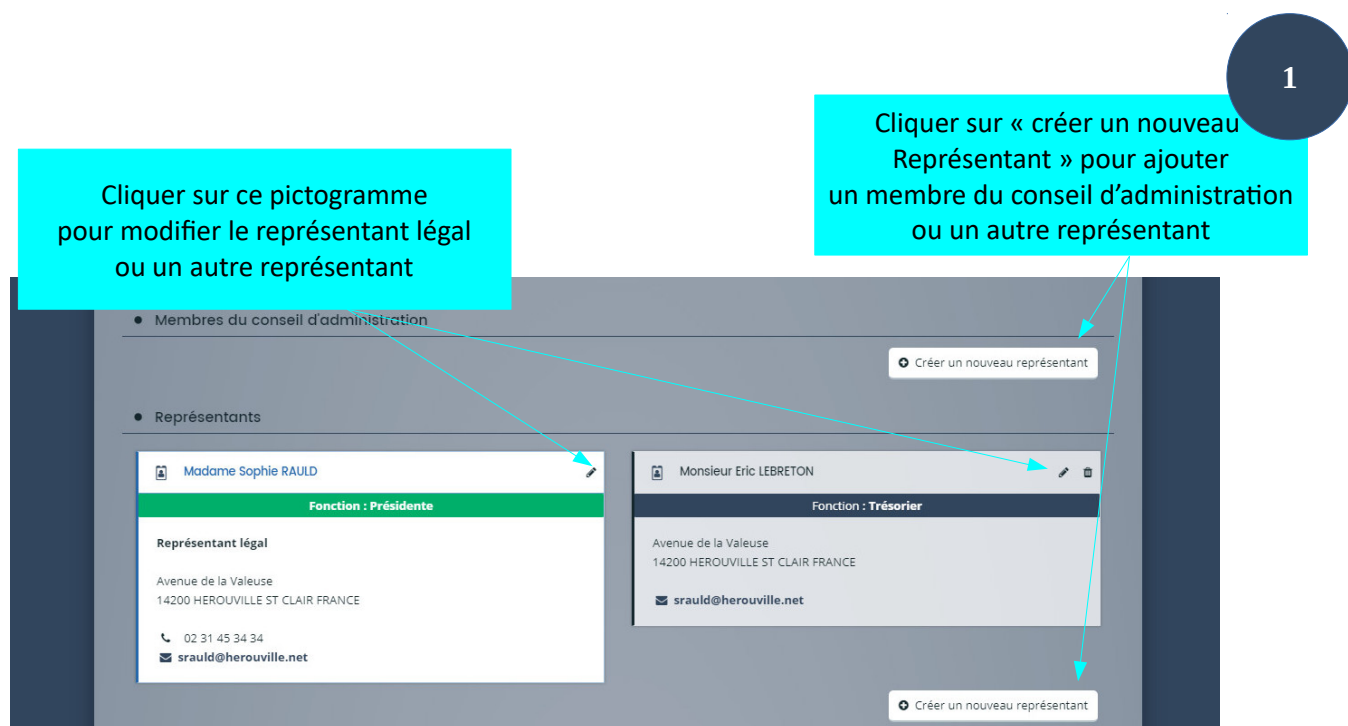 1
Cliquer sur « créer un nouveau
Représentant » pour ajouter
un membre du conseil d’administration
ou un autre représentant
Cliquer sur ce pictogramme
pour modifier le représentant légal
ou un autre représentant
Membres du conseil d'administration
Créer un nouveau représentant
Représentants
Madame Sophie RAULD
Fonction : Présidente
Représentant légal
Avenue de la Valeuse
14200 HEROUVILLE ST CLAIR FRANCE
02 31 45 34 34
srauld@herouville.net
Monsieur Eric LEBRETON
Fonction : Trésorier
Avenue de la Valeuse
14200 HEROUVILLE ST CLAIR FRANCE
srauld@herouville.net
Créer un nouveau représentant